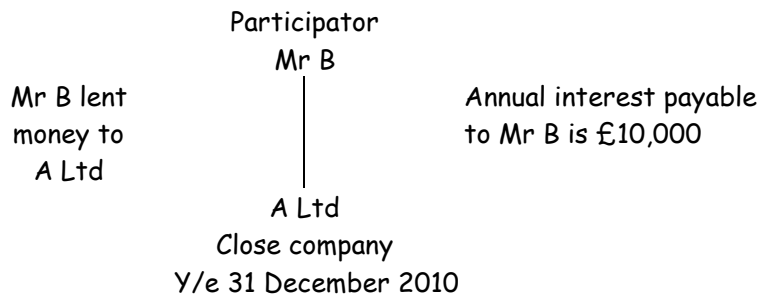 Participator
Mr B
Mr B lent
money to
A Ltd
Annual interest payable
to Mr B is £10,000
A Ltd
Close company
Y/e 31 December 2010